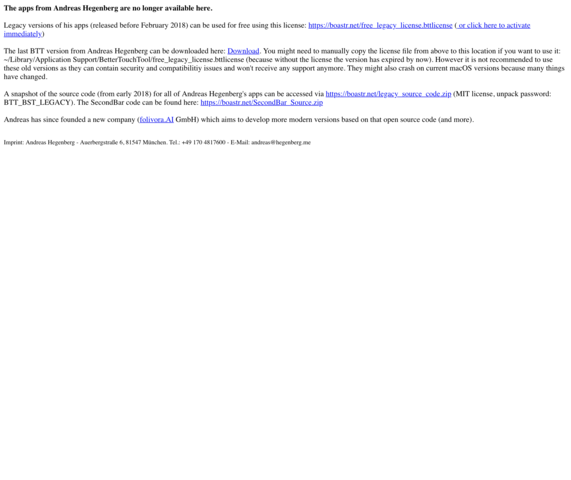 The apps from Andreas Hegenberg are no longer available here.
Legacy versions of his apps (released before February 2018) can be used for free using this license: https://boastr.net/free_legacy_license.bttlicense ( or click here to activate
immediately)
The last BTT version from Andreas Hegenberg can be downloaded here: Download. You might need to manually copy the license file from above to this location if you want to use it:
~/Library/Application Support/BetterTouchTool/free_legacy_license.bttlicense (because without the license the version has expired by now). However it is not recommended to use
these old versions as they can contain security and compatibilitiy issues and won't receive any support anymore. They might also crash on current macOS versions because many things
have changed.
A snapshot of the source code (from early 2018) for all of Andreas Hegenberg's apps can be accessed via https://boastr.net/legacy_source_code.zip (MIT license, unpack password:
BTT_BST_LEGACY). The SecondBar code can be found here: https://boastr.net/SecondBar_Source.zip
Andreas has since founded a new company (folivora.AI GmbH) which aims to develop more modern versions based on that open source code (and more).
Imprint: Andreas Hegenberg - Auerbergstraße 6, 81547 München. Tel.: +49 170 4817600 - E-Mail: andreas@hegenberg.me